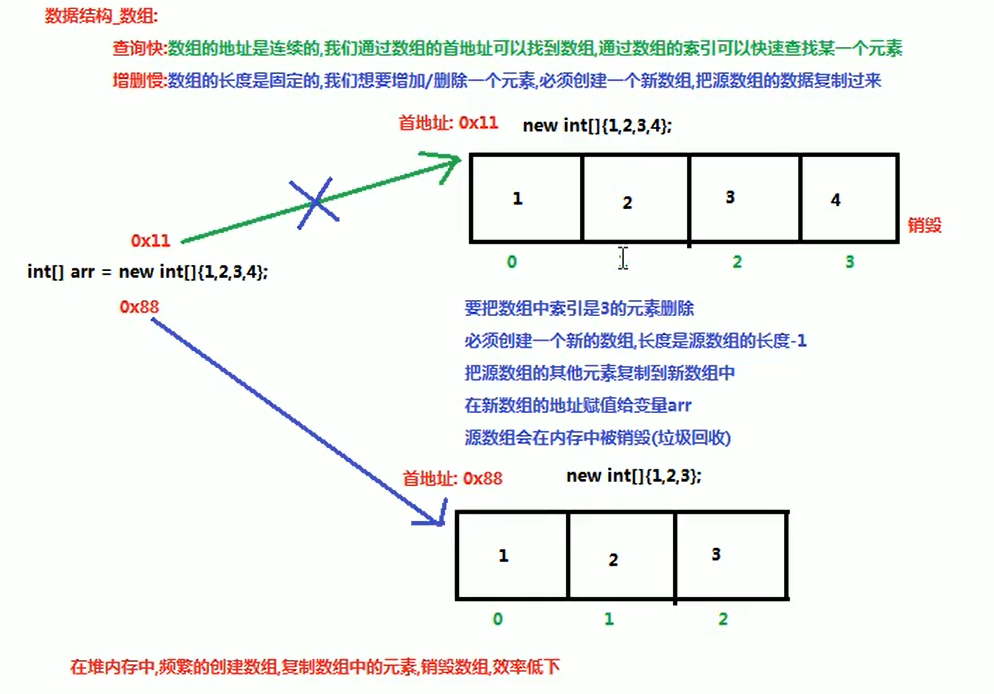 数据结构_数组:
查询快:数组的地址是连续的,我们通过数组的首地址可以找到数组,通过数组的索引可以快速查找某一个元素
增删慢:数组的长度是固定的,我们想要增加/删除一个元素,必须创建一个新数组,把源数组的数据复制过来
首地址: 0x11 new int[]{1,2,3,4};
1 2 3 4
销毁
0 2 3
0x11
int[] arr = new int[]{1,2,3,4};
0x88
要把数组中索引是3的元素删除
必须创建一个新的数组,长度是源数组的长度-1
把源数组的其他元素复制到新数组中
在新数组的地址赋值给变量arr
源数组会在内存中被销毁(垃圾回收)
首地址: 0x88 new int[]{1,2,3};
1 2 3
0 1 2
在堆内存中,频繁的创建数组,复制数组中的元素,销毁数组,效率低下